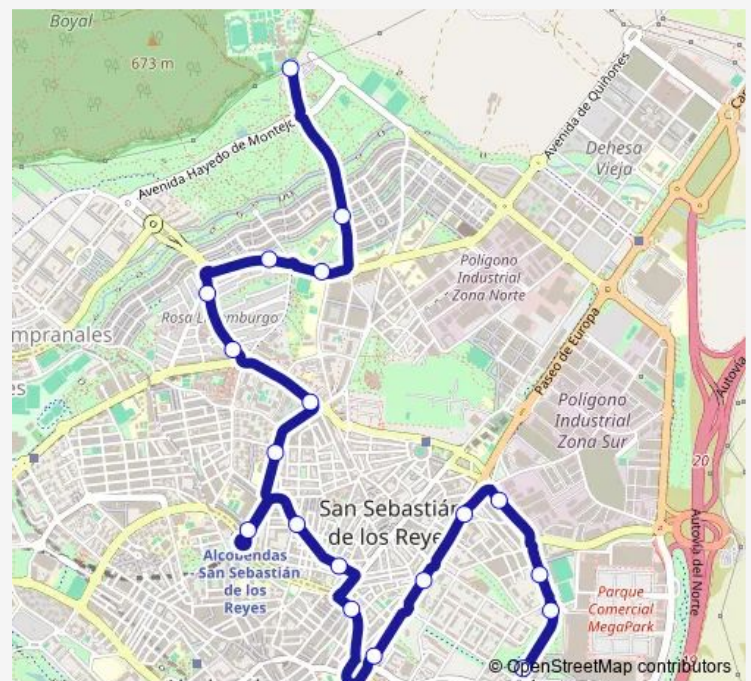 Boyal
673 m
Avenida de Quiñones
Dehesa
Vieja
Avenida Hayedo de Montejo
Polígono
Industrial
Zona Norte
Rosa Luxemburgo
mpranales
es
Paseo de Europa
Polígono
Industrial
Zona Sur
Autovía
20
San Sebastián
de los Reye
Autovía del Norte
Alcobendas
San Sebastián
de los
Reyes
Parque
Comercial
MegaPark
© OpenStreetMap contributors